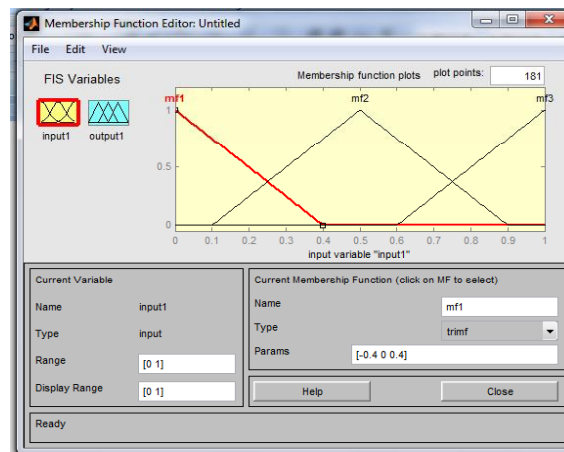 Membership Function Editor: Untitled
File Edit View
FIS Variables
Membership function plots plot points: 181
mf1 mf2 mf3
1
0.5
0
input1 output1
0 0.1 0.2 0.3 0.4 0.5 0.6 0.7 0.8 0.9 1
input variable "input1"
Current Variable
Name input1
Type input
Range [0 1]
Display Range [0 1]
Current Membership Function (click on MF to select)
Name mf1
Type trimf
Params [-0.4 0 0.4]
Help Close
Ready